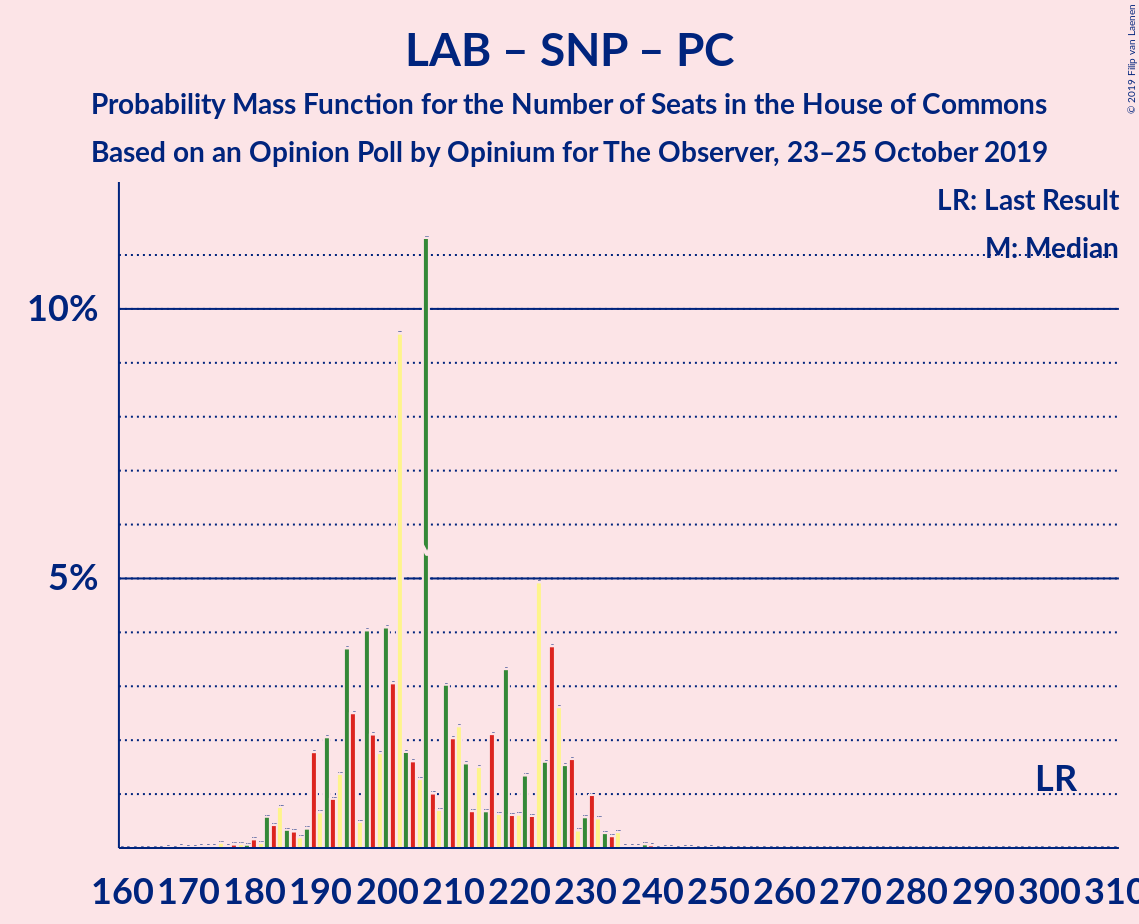 LAB – SNP – PC
Probability Mass Function for the Number of Seats in the House of Commons
Based on an Opinion Poll by Opinium for The Observer, 23–25 October 2019
© 2019 Filip van Laenen
LR: Last Result
M: Median
10%
5%
LR
160 170 180 190 200 210 220 230 240 250 260 270 280 290 300 310